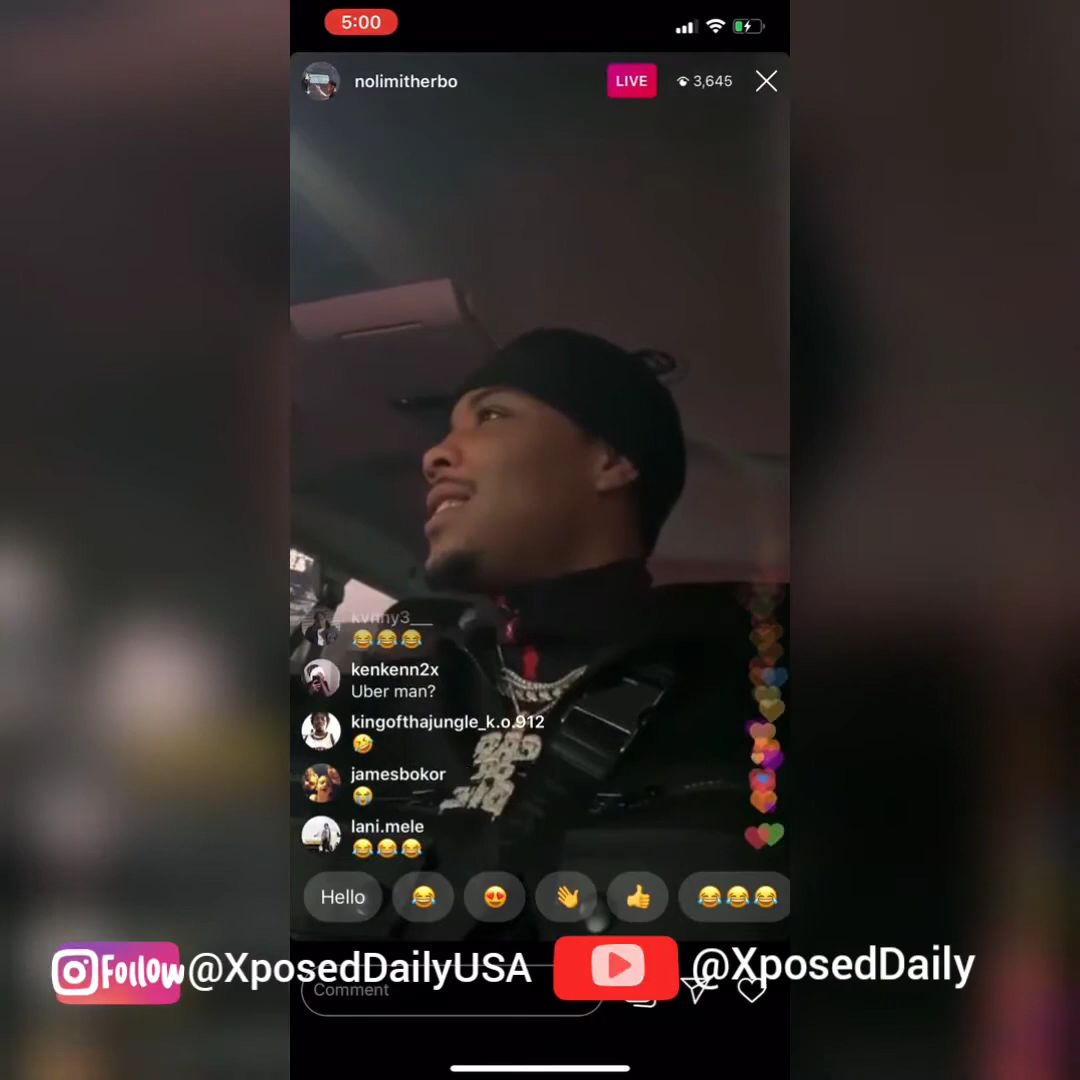 5:00
nolimitherbo
LIVE
3,645
kvnny3__
😂😂😂
kenkenn2x
Uber man?
kingofthajungle_k.o.912
🤣
jamesbokor
😭
lani.mele
😂😂😂
Hello 😂 😍 👋 👍 😂😂😂
Follow @XposedDailyUSA @XposedDaily
Comment